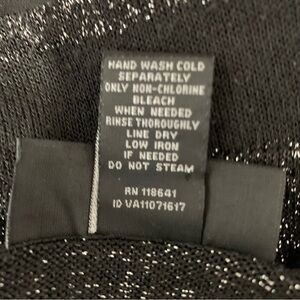 HAND WASH COLD
SEPARATELY
ONLY NON-CHLORINE
BLEACH
WHEN NEEDED
RINSE THOROUGHLY
LINE DRY
LOW IRON
IF NEEDED
DO NOT STEAM
RN 118641
ID VA11071617